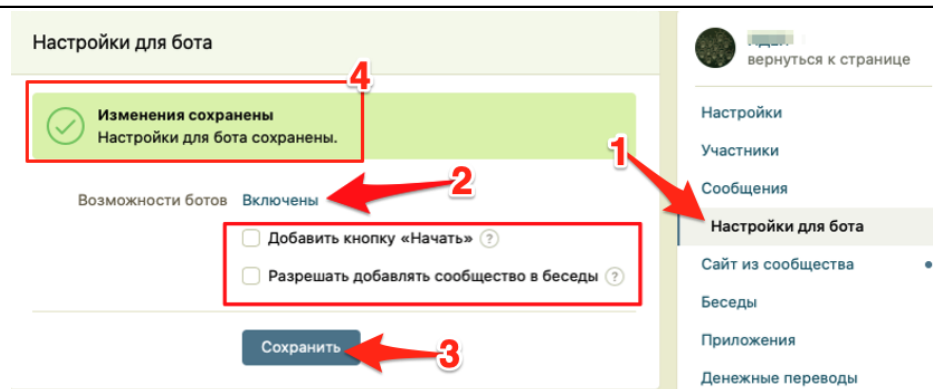 Настройки для бота
4
Изменения сохранены
Настройки для бота сохранены.
2
Возможности ботов Включены
Добавить кнопку «Начать» ?
Разрешать добавлять сообщество в беседы ?
Сохранить
3
вернуться к странице
Настройки
Участники
1
Сообщения
Настройки для бота
Сайт из сообщества
Беседы
Приложения
Денежные переводы